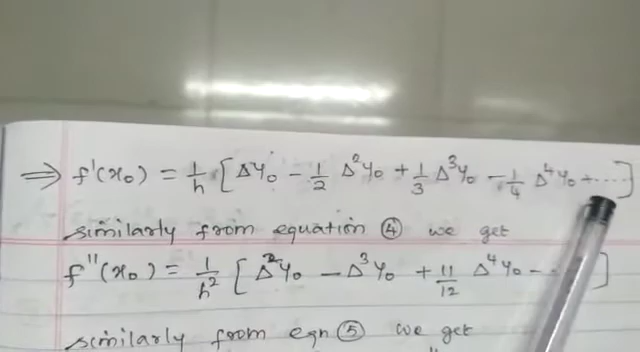 ⇒ f'(x₀) = 1/h [ Δy₀ - 1/2 Δ²y₀ + 1/3 Δ³y₀ - 1/4 Δ⁴y₀ + ....]
similarly from equation ④ we get
f''(x₀) = 1/h² [ Δ²y₀ - Δ³y₀ + 11/12 Δ⁴y₀ - ]
similarly from eqn ⑤ we get